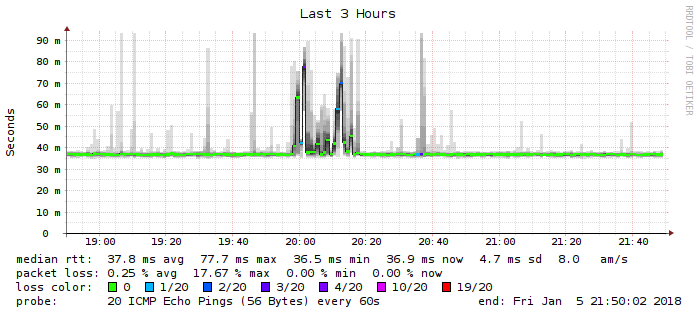 Last 3 Hours
RRDTOOL / TOBI OETIKER
Seconds
90 m
80 m
70 m
60 m
50 m
40 m
30 m
20 m
10 m
0
19:00 19:20 19:40 20:00 20:20 20:40 21:00 21:20 21:40
median rtt: 37.8 ms avg 77.7 ms max 36.5 ms min 36.9 ms now 4.7 ms sd 8.0 am/s
packet loss: 0.25 % avg 17.67 % max 0.00 % min 0.00 % now
loss color: 0 1/20 2/20 3/20 4/20 10/20 19/20
probe: 20 ICMP Echo Pings (56 Bytes) every 60s end: Fri Jan 5 21:50:02 2018